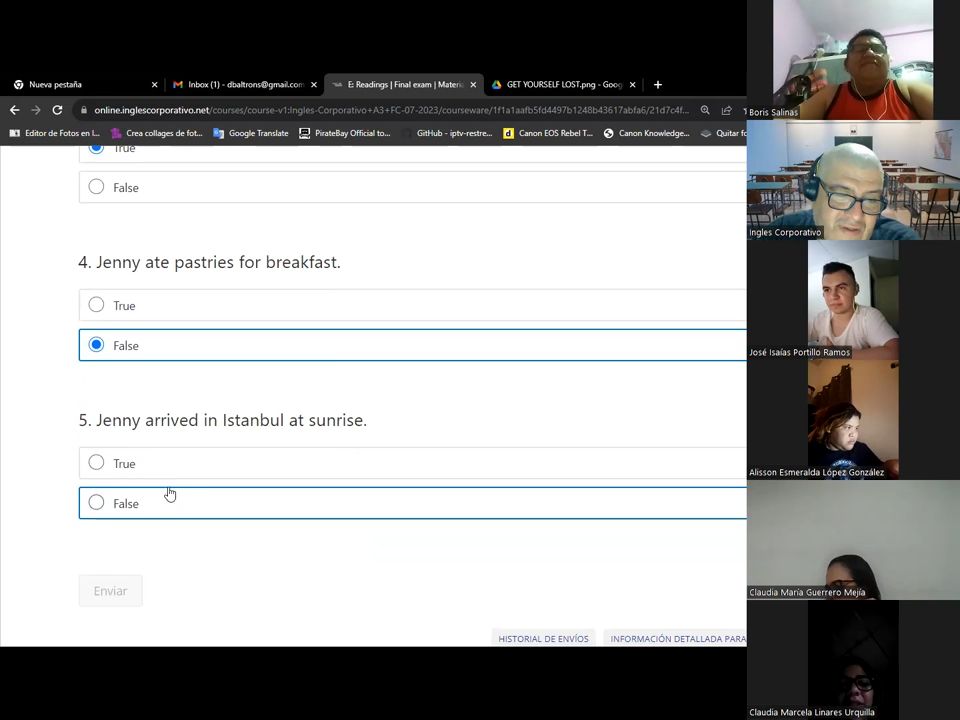 Nueva pestaña
Inbox (1) - dbaltrons@gmail.com
E: Readings | Final exam | Materia
GET YOURSELF LOST.png - Goog
online.inglescorporativo.net/courses/course-v1:Ingles-Corporativo+A3+FC-07-2023/courseware/1f1a1aafb5fd4497b1248b43617abfa6/21d7c4f...
Editor de Fotos en l...
Crea collages de fot...
Google Translate
PirateBay Official to...
GitHub - iptv-restre...
Canon EOS Rebel T...
Canon Knowledge...
Quitar fo
True
False
4. Jenny ate pastries for breakfast.
True
False
5. Jenny arrived in Istanbul at sunrise.
True
False
Enviar
HISTORIAL DE ENVÍOS
INFORMACIÓN DETALLADA PARA
Boris Salinas
Ingles Corporativo
José Isaías Portillo Ramos
Alisson Esmeralda López González
Claudia María Guerrero Mejía
Claudia Marcela Linares Urquilla